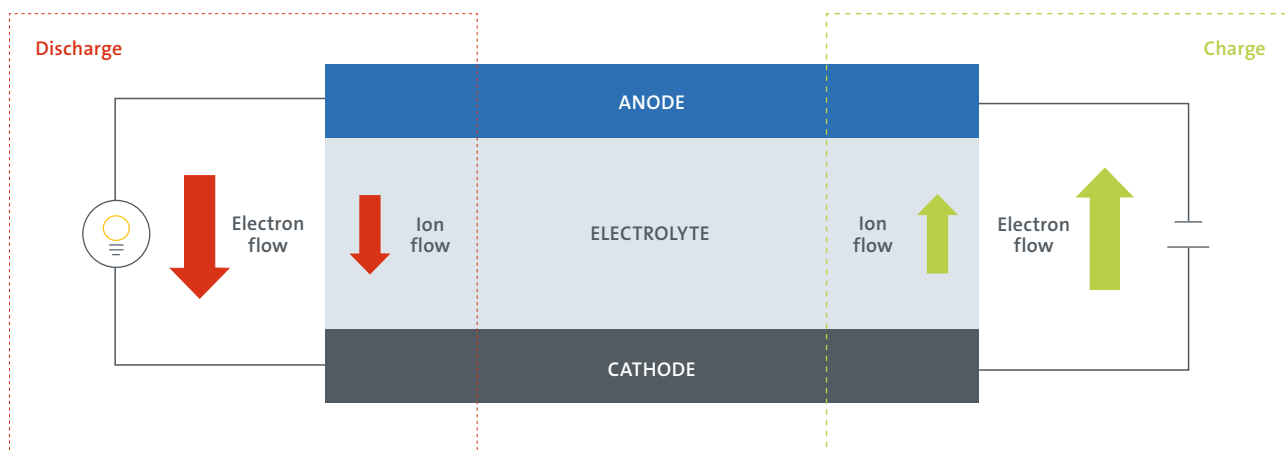 Discharge
Charge
ANODE
Electron
flow
Ion
flow
ELECTROLYTE
Ion
flow
Electron
flow
CATHODE